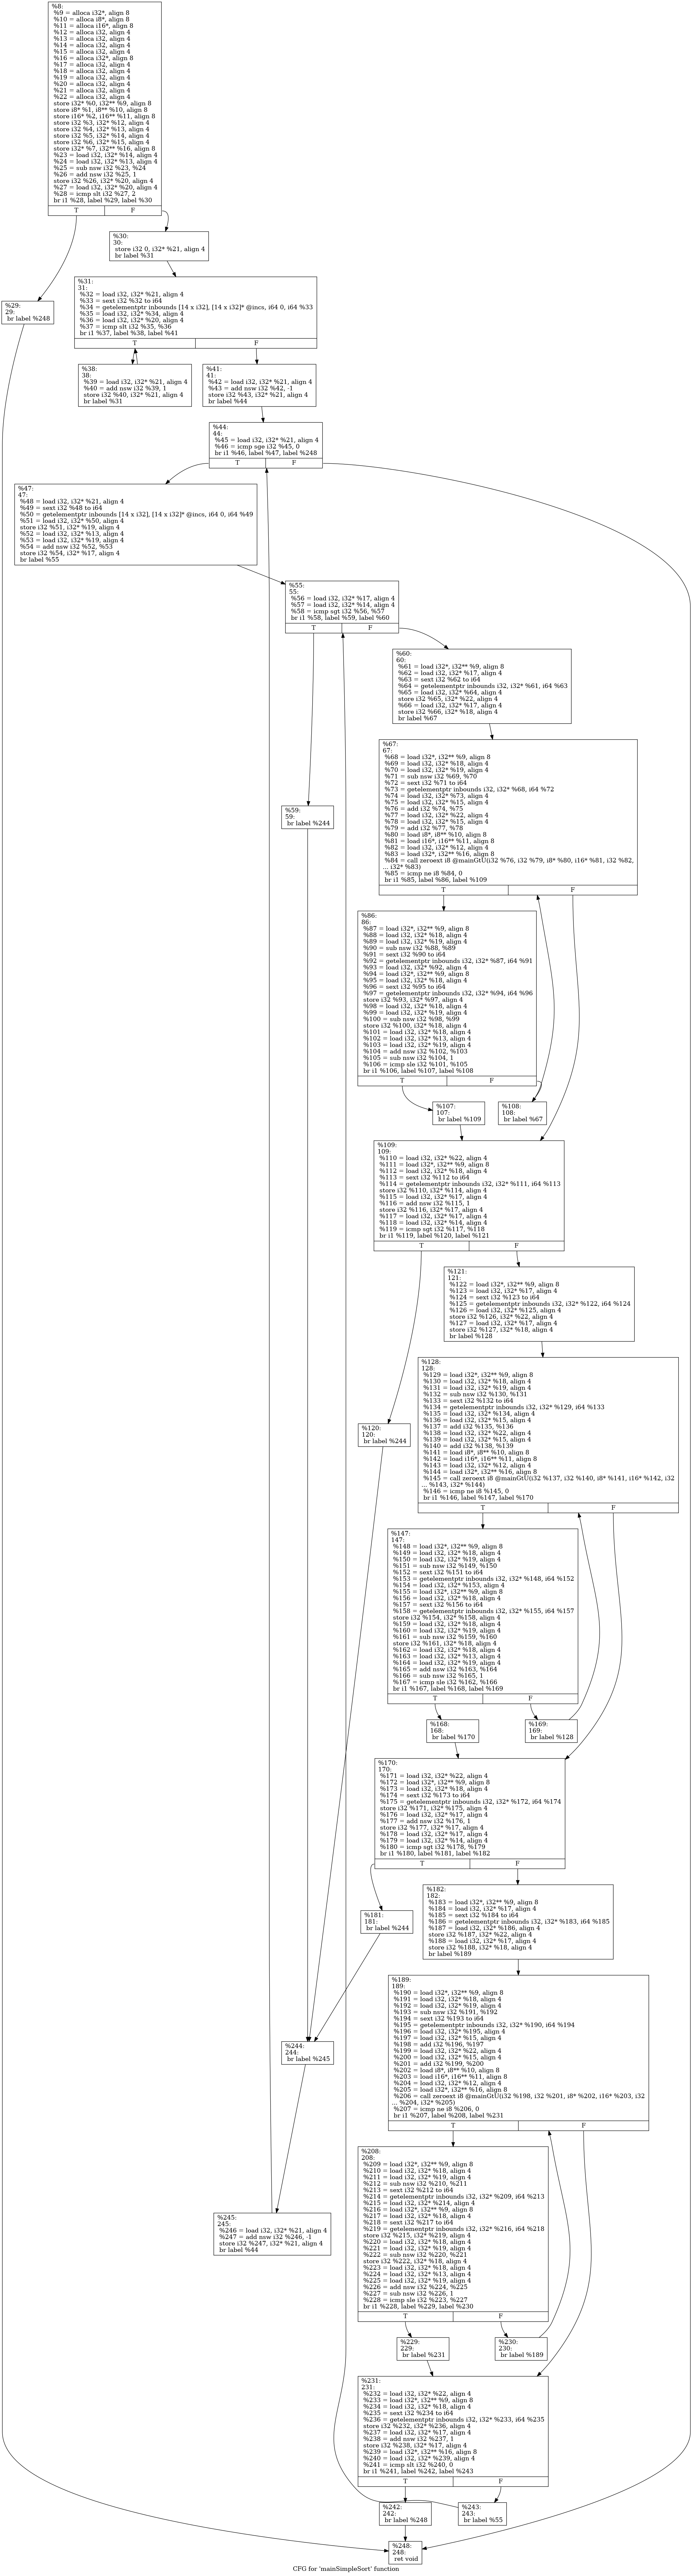 %8:
%9 = alloca i32*, align 8
%10 = alloca i8*, align 8
%11 = alloca i16*, align 8
%12 = alloca i32, align 4
%13 = alloca i32, align 4
%14 = alloca i32, align 4
%15 = alloca i32, align 4
%16 = alloca i32*, align 8
%17 = alloca i32, align 4
%18 = alloca i32, align 4
%19 = alloca i32, align 4
%20 = alloca i32, align 4
%21 = alloca i32, align 4
%22 = alloca i32, align 4
store i32* %0, i32** %9, align 8
store i8* %1, i8** %10, align 8
store i16* %2, i16** %11, align 8
store i32 %3, i32* %12, align 4
store i32 %4, i32* %13, align 4
store i32 %5, i32* %14, align 4
store i32 %6, i32* %15, align 4
store i32* %7, i32** %16, align 8
%23 = load i32, i32* %14, align 4
%24 = load i32, i32* %13, align 4
%25 = sub nsw i32 %23, %24
%26 = add nsw i32 %25, 1
store i32 %26, i32* %20, align 4
%27 = load i32, i32* %20, align 4
%28 = icmp slt i32 %27, 2
br i1 %28, label %29, label %30
T F
%30:
30:
store i32 0, i32* %21, align 4
br label %31
%31:
31:
%32 = load i32, i32* %21, align 4
%33 = sext i32 %32 to i64
%34 = getelementptr inbounds [14 x i32], [14 x i32]* @incs, i64 0, i64 %33
%35 = load i32, i32* %34, align 4
%36 = load i32, i32* %20, align 4
%37 = icmp slt i32 %35, %36
br i1 %37, label %38, label %41
T F
%29:
29:
br label %248
%38:
38:
%39 = load i32, i32* %21, align 4
%40 = add nsw i32 %39, 1
store i32 %40, i32* %21, align 4
br label %31
%41:
41:
%42 = load i32, i32* %21, align 4
%43 = add nsw i32 %42, -1
store i32 %43, i32* %21, align 4
br label %44
%44:
44:
%45 = load i32, i32* %21, align 4
%46 = icmp sge i32 %45, 0
br i1 %46, label %47, label %248
T F
%47:
47:
%48 = load i32, i32* %21, align 4
%49 = sext i32 %48 to i64
%50 = getelementptr inbounds [14 x i32], [14 x i32]* @incs, i64 0, i64 %49
%51 = load i32, i32* %50, align 4
store i32 %51, i32* %19, align 4
%52 = load i32, i32* %13, align 4
%53 = load i32, i32* %19, align 4
%54 = add nsw i32 %52, %53
store i32 %54, i32* %17, align 4
br label %55
%55:
55:
%56 = load i32, i32* %17, align 4
%57 = load i32, i32* %14, align 4
%58 = icmp sgt i32 %56, %57
br i1 %58, label %59, label %60
T F
%60:
60:
%61 = load i32*, i32** %9, align 8
%62 = load i32, i32* %17, align 4
%63 = sext i32 %62 to i64
%64 = getelementptr inbounds i32, i32* %61, i64 %63
%65 = load i32, i32* %64, align 4
store i32 %65, i32* %22, align 4
%66 = load i32, i32* %17, align 4
store i32 %66, i32* %18, align 4
br label %67
%67:
67:
%68 = load i32*, i32** %9, align 8
%69 = load i32, i32* %18, align 4
%70 = load i32, i32* %19, align 4
%71 = sub nsw i32 %69, %70
%72 = sext i32 %71 to i64
%73 = getelementptr inbounds i32, i32* %68, i64 %72
%74 = load i32, i32* %73, align 4
%75 = load i32, i32* %15, align 4
%76 = add i32 %74, %75
%77 = load i32, i32* %22, align 4
%78 = load i32, i32* %15, align 4
%79 = add i32 %77, %78
%80 = load i8*, i8** %10, align 8
%81 = load i16*, i16** %11, align 8
%82 = load i32, i32* %12, align 4
%83 = load i32*, i32** %16, align 8
%84 = call zeroext i8 @mainGtU(i32 %76, i32 %79, i8* %80, i16* %81, i32 %82,
... i32* %83)
%85 = icmp ne i8 %84, 0
br i1 %85, label %86, label %109
T F
%59:
59:
br label %244
%86:
86:
%87 = load i32*, i32** %9, align 8
%88 = load i32, i32* %18, align 4
%89 = load i32, i32* %19, align 4
%90 = sub nsw i32 %88, %89
%91 = sext i32 %90 to i64
%92 = getelementptr inbounds i32, i32* %87, i64 %91
%93 = load i32, i32* %92, align 4
%94 = load i32*, i32** %9, align 8
%95 = load i32, i32* %18, align 4
%96 = sext i32 %95 to i64
%97 = getelementptr inbounds i32, i32* %94, i64 %96
store i32 %93, i32* %97, align 4
%98 = load i32, i32* %18, align 4
%99 = load i32, i32* %19, align 4
%100 = sub nsw i32 %98, %99
store i32 %100, i32* %18, align 4
%101 = load i32, i32* %18, align 4
%102 = load i32, i32* %13, align 4
%103 = load i32, i32* %19, align 4
%104 = add nsw i32 %102, %103
%105 = sub nsw i32 %104, 1
%106 = icmp sle i32 %101, %105
br i1 %106, label %107, label %108
T F
%107:
107:
br label %109
%108:
108:
br label %67
%109:
109:
%110 = load i32, i32* %22, align 4
%111 = load i32*, i32** %9, align 8
%112 = load i32, i32* %18, align 4
%113 = sext i32 %112 to i64
%114 = getelementptr inbounds i32, i32* %111, i64 %113
store i32 %110, i32* %114, align 4
%115 = load i32, i32* %17, align 4
%116 = add nsw i32 %115, 1
store i32 %116, i32* %17, align 4
%117 = load i32, i32* %17, align 4
%118 = load i32, i32* %14, align 4
%119 = icmp sgt i32 %117, %118
br i1 %119, label %120, label %121
T F
%121:
121:
%122 = load i32*, i32** %9, align 8
%123 = load i32, i32* %17, align 4
%124 = sext i32 %123 to i64
%125 = getelementptr inbounds i32, i32* %122, i64 %124
%126 = load i32, i32* %125, align 4
store i32 %126, i32* %22, align 4
%127 = load i32, i32* %17, align 4
store i32 %127, i32* %18, align 4
br label %128
%128:
128:
%129 = load i32*, i32** %9, align 8
%130 = load i32, i32* %18, align 4
%131 = load i32, i32* %19, align 4
%132 = sub nsw i32 %130, %131
%133 = sext i32 %132 to i64
%134 = getelementptr inbounds i32, i32* %129, i64 %133
%135 = load i32, i32* %134, align 4
%136 = load i32, i32* %15, align 4
%137 = add i32 %135, %136
%138 = load i32, i32* %22, align 4
%139 = load i32, i32* %15, align 4
%140 = add i32 %138, %139
%141 = load i8*, i8** %10, align 8
%142 = load i16*, i16** %11, align 8
%143 = load i32, i32* %12, align 4
%144 = load i32*, i32** %16, align 8
%145 = call zeroext i8 @mainGtU(i32 %137, i32 %140, i8* %141, i16* %142, i32
... %143, i32* %144)
%146 = icmp ne i8 %145, 0
br i1 %146, label %147, label %170
T F
%120:
120:
br label %244
%147:
147:
%148 = load i32*, i32** %9, align 8
%149 = load i32, i32* %18, align 4
%150 = load i32, i32* %19, align 4
%151 = sub nsw i32 %149, %150
%152 = sext i32 %151 to i64
%153 = getelementptr inbounds i32, i32* %148, i64 %152
%154 = load i32, i32* %153, align 4
%155 = load i32*, i32** %9, align 8
%156 = load i32, i32* %18, align 4
%157 = sext i32 %156 to i64
%158 = getelementptr inbounds i32, i32* %155, i64 %157
store i32 %154, i32* %158, align 4
%159 = load i32, i32* %18, align 4
%160 = load i32, i32* %19, align 4
%161 = sub nsw i32 %159, %160
store i32 %161, i32* %18, align 4
%162 = load i32, i32* %18, align 4
%163 = load i32, i32* %13, align 4
%164 = load i32, i32* %19, align 4
%165 = add nsw i32 %163, %164
%166 = sub nsw i32 %165, 1
%167 = icmp sle i32 %162, %166
br i1 %167, label %168, label %169
T F
%168:
168:
br label %170
%169:
169:
br label %128
%170:
170:
%171 = load i32, i32* %22, align 4
%172 = load i32*, i32** %9, align 8
%173 = load i32, i32* %18, align 4
%174 = sext i32 %173 to i64
%175 = getelementptr inbounds i32, i32* %172, i64 %174
store i32 %171, i32* %175, align 4
%176 = load i32, i32* %17, align 4
%177 = add nsw i32 %176, 1
store i32 %177, i32* %17, align 4
%178 = load i32, i32* %17, align 4
%179 = load i32, i32* %14, align 4
%180 = icmp sgt i32 %178, %179
br i1 %180, label %181, label %182
T F
%182:
182:
%183 = load i32*, i32** %9, align 8
%184 = load i32, i32* %17, align 4
%185 = sext i32 %184 to i64
%186 = getelementptr inbounds i32, i32* %183, i64 %185
%187 = load i32, i32* %186, align 4
store i32 %187, i32* %22, align 4
%188 = load i32, i32* %17, align 4
store i32 %188, i32* %18, align 4
br label %189
%181:
181:
br label %244
%189:
189:
%190 = load i32*, i32** %9, align 8
%191 = load i32, i32* %18, align 4
%192 = load i32, i32* %19, align 4
%193 = sub nsw i32 %191, %192
%194 = sext i32 %193 to i64
%195 = getelementptr inbounds i32, i32* %190, i64 %194
%196 = load i32, i32* %195, align 4
%197 = load i32, i32* %15, align 4
%198 = add i32 %196, %197
%199 = load i32, i32* %22, align 4
%200 = load i32, i32* %15, align 4
%201 = add i32 %199, %200
%202 = load i8*, i8** %10, align 8
%203 = load i16*, i16** %11, align 8
%204 = load i32, i32* %12, align 4
%205 = load i32*, i32** %16, align 8
%206 = call zeroext i8 @mainGtU(i32 %198, i32 %201, i8* %202, i16* %203, i32
... %204, i32* %205)
%207 = icmp ne i8 %206, 0
br i1 %207, label %208, label %231
T F
%244:
244:
br label %245
%208:
208:
%209 = load i32*, i32** %9, align 8
%210 = load i32, i32* %18, align 4
%211 = load i32, i32* %19, align 4
%212 = sub nsw i32 %210, %211
%213 = sext i32 %212 to i64
%214 = getelementptr inbounds i32, i32* %209, i64 %213
%215 = load i32, i32* %214, align 4
%216 = load i32*, i32** %9, align 8
%217 = load i32, i32* %18, align 4
%218 = sext i32 %217 to i64
%219 = getelementptr inbounds i32, i32* %216, i64 %218
store i32 %215, i32* %219, align 4
%220 = load i32, i32* %18, align 4
%221 = load i32, i32* %19, align 4
%222 = sub nsw i32 %220, %221
store i32 %222, i32* %18, align 4
%223 = load i32, i32* %18, align 4
%224 = load i32, i32* %13, align 4
%225 = load i32, i32* %19, align 4
%226 = add nsw i32 %224, %225
%227 = sub nsw i32 %226, 1
%228 = icmp sle i32 %223, %227
br i1 %228, label %229, label %230
T F
%245:
245:
%246 = load i32, i32* %21, align 4
%247 = add nsw i32 %246, -1
store i32 %247, i32* %21, align 4
br label %44
%229:
229:
br label %231
%230:
230:
br label %189
%231:
231:
%232 = load i32, i32* %22, align 4
%233 = load i32*, i32** %9, align 8
%234 = load i32, i32* %18, align 4
%235 = sext i32 %234 to i64
%236 = getelementptr inbounds i32, i32* %233, i64 %235
store i32 %232, i32* %236, align 4
%237 = load i32, i32* %17, align 4
%238 = add nsw i32 %237, 1
store i32 %238, i32* %17, align 4
%239 = load i32*, i32** %16, align 8
%240 = load i32, i32* %239, align 4
%241 = icmp slt i32 %240, 0
br i1 %241, label %242, label %243
T F
%242:
242:
br label %248
%243:
243:
br label %55
%248:
248:
ret void
CFG for 'mainSimpleSort' function